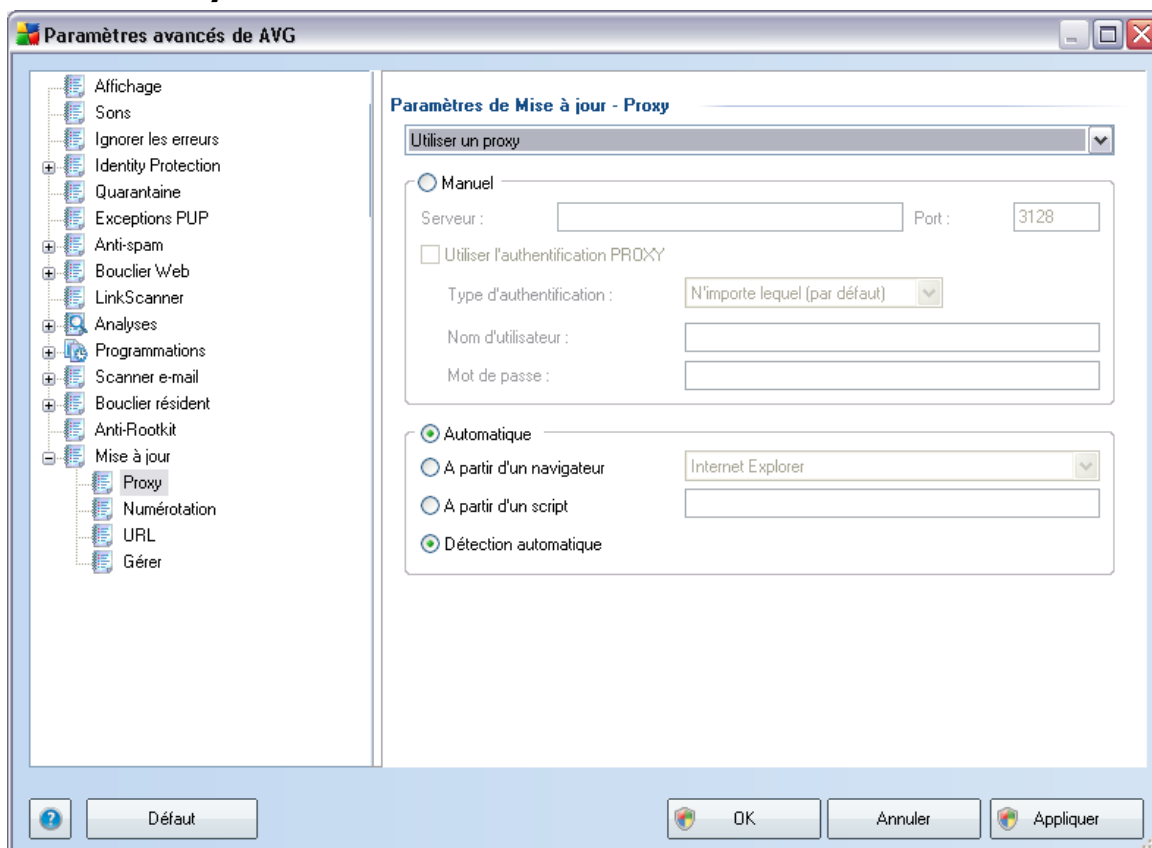 Paramètres avancés de AVG
Affichage
Sons
Ignorer les erreurs
Identity Protection
Quarantaine
Exceptions PUP
Anti-spam
Bouclier Web
LinkScanner
Analyses
Programmations
Scanner e-mail
Bouclier résident
Anti-Rootkit
Mise à jour
Proxy
Numérotation
URL
Gérer
Paramètres de Mise à jour - Proxy
Utiliser un proxy
Manuel
Serveur : Port : 3128
Utiliser l'authentification PROXY
Type d'authentification : N'importe lequel (par défaut)
Nom d'utilisateur :
Mot de passe :
Automatique
A partir d'un navigateur Internet Explorer
A partir d'un script
Détection automatique
? Défaut OK Annuler Appliquer